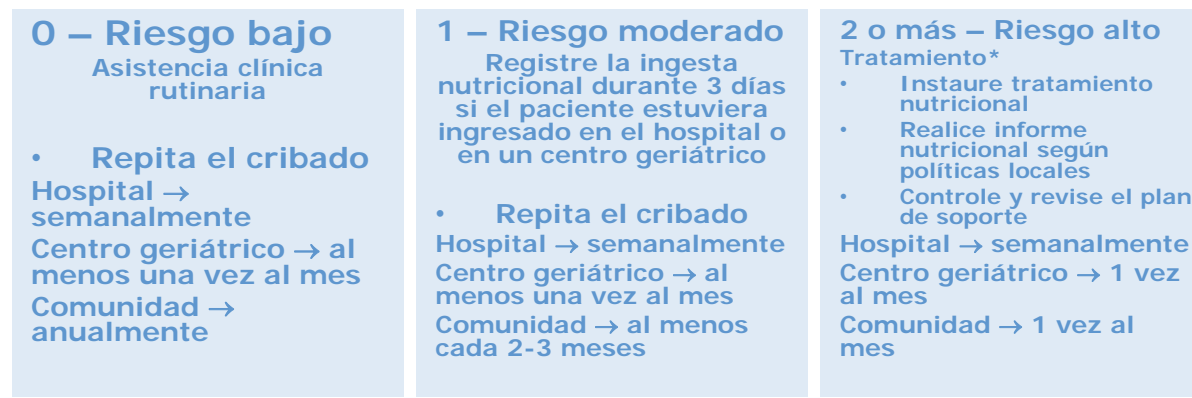 0 – Riesgo bajo
Asistencia clínica
rutinaria
• Repita el cribado
Hospital →
semanalmente
Centro geriátrico → al
menos una vez al mes
Comunidad →
anualmente
1 – Riesgo moderado
Registre la ingesta
nutricional durante 3 días
si el paciente estuviera
ingresado en el hospital o
en un centro geriátrico
• Repita el cribado
Hospital → semanalmente
Centro geriátrico → al
menos una vez al mes
Comunidad → al menos
cada 2-3 meses
2 o más – Riesgo alto
Tratamiento*
• Instaure tratamiento
nutricional
• Realice informe
nutricional según
políticas locales
• Controle y revise el plan
de soporte
Hospital → semanalmente
Centro geriátrico → 1 vez
al mes
Comunidad → 1 vez al
mes